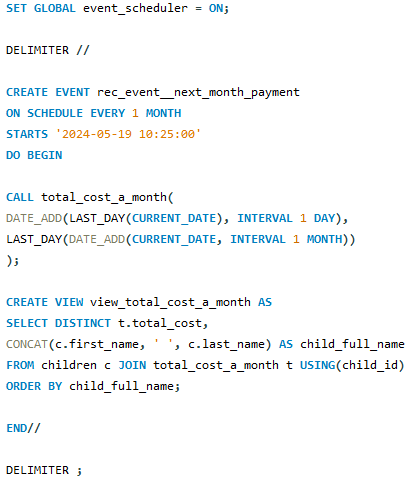 SET GLOBAL event_scheduler = ON;
DELIMITER //
CREATE EVENT rec_event__next_month_payment
ON SCHEDULE EVERY 1 MONTH
STARTS '2024-05-19 10:25:00'
DO BEGIN
CALL total_cost_a_month(
DATE_ADD(LAST_DAY(CURRENT_DATE), INTERVAL 1 DAY),
LAST_DAY(DATE_ADD(CURRENT_DATE, INTERVAL 1 MONTH))
);
CREATE VIEW view_total_cost_a_month AS
SELECT DISTINCT t.total_cost,
CONCAT(c.first_name, ' ', c.last_name) AS child_full_name
FROM children c JOIN total_cost_a_month t USING(child_id)
ORDER BY child_full_name;
END//
DELIMITER ;